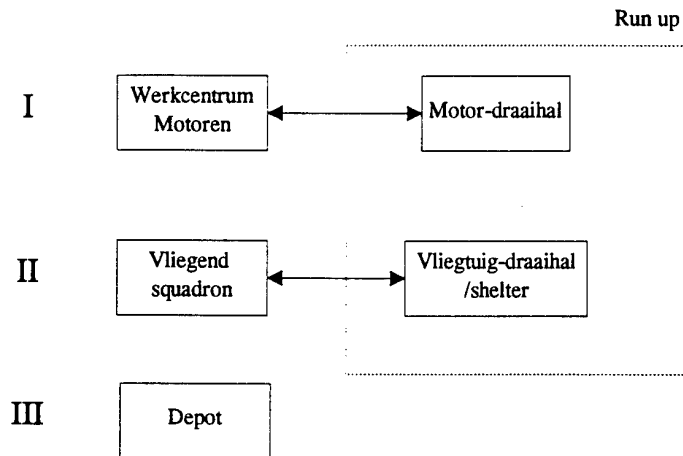 Run up
I
Werkcentrum
Motoren
Motor-draaihal
II
Vliegend
squadron
Vliegtuig-draaihal
/shelter
III
Depot